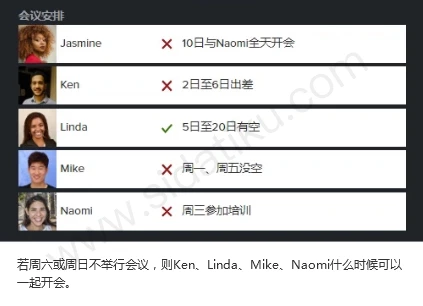 会议安排
Jasmine ✗ 10日与Naomi全天开会
Ken ✗ 2日至6日出差
Linda ✓ 5日至20日有空
Mike ✗ 周一、周五没空
Naomi ✗ 周三参加培训
www.sidatiku.com
若周六或周日不举行会议，则Ken、Linda、Mike、Naomi什么时候可以
一起开会。